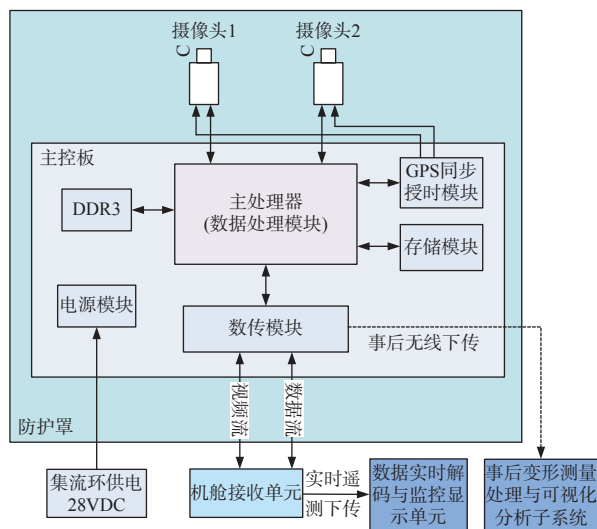 摄像头1
摄像头2
C
C
主控板
GPS同步
授时模块
主处理器
(数据处理模块)
DDR3
存储模块
电源模块
数传模块
事后无线下传
视频流
数据流
防护罩
集流环供电
28VDC
机舱接收单元
实时遥
测下传
数据实时解
码与监控显
示单元
事后变形测量
处理与可视化
分析子系统